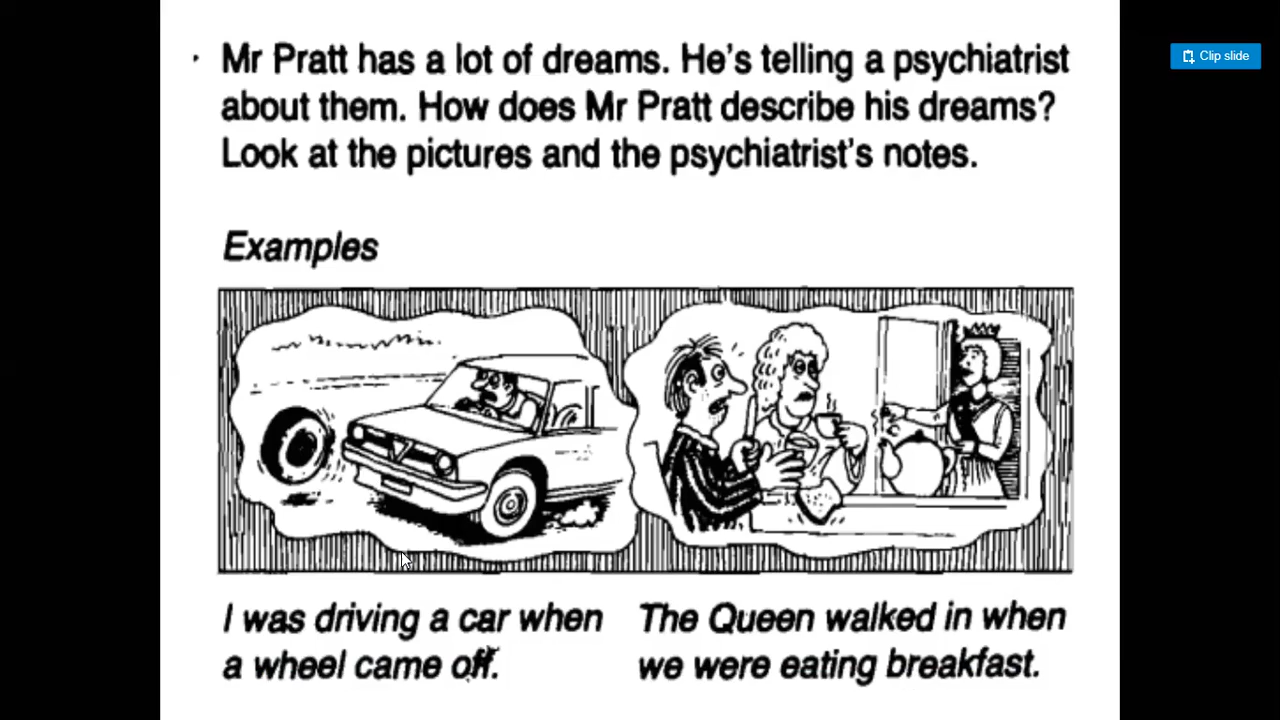 Clip slide
Mr Pratt has a lot of dreams. He's telling a psychiatrist
about them. How does Mr Pratt describe his dreams?
Look at the pictures and the psychiatrist's notes.
Examples
I was driving a car when
a wheel came off.
The Queen walked in when
we were eating breakfast.